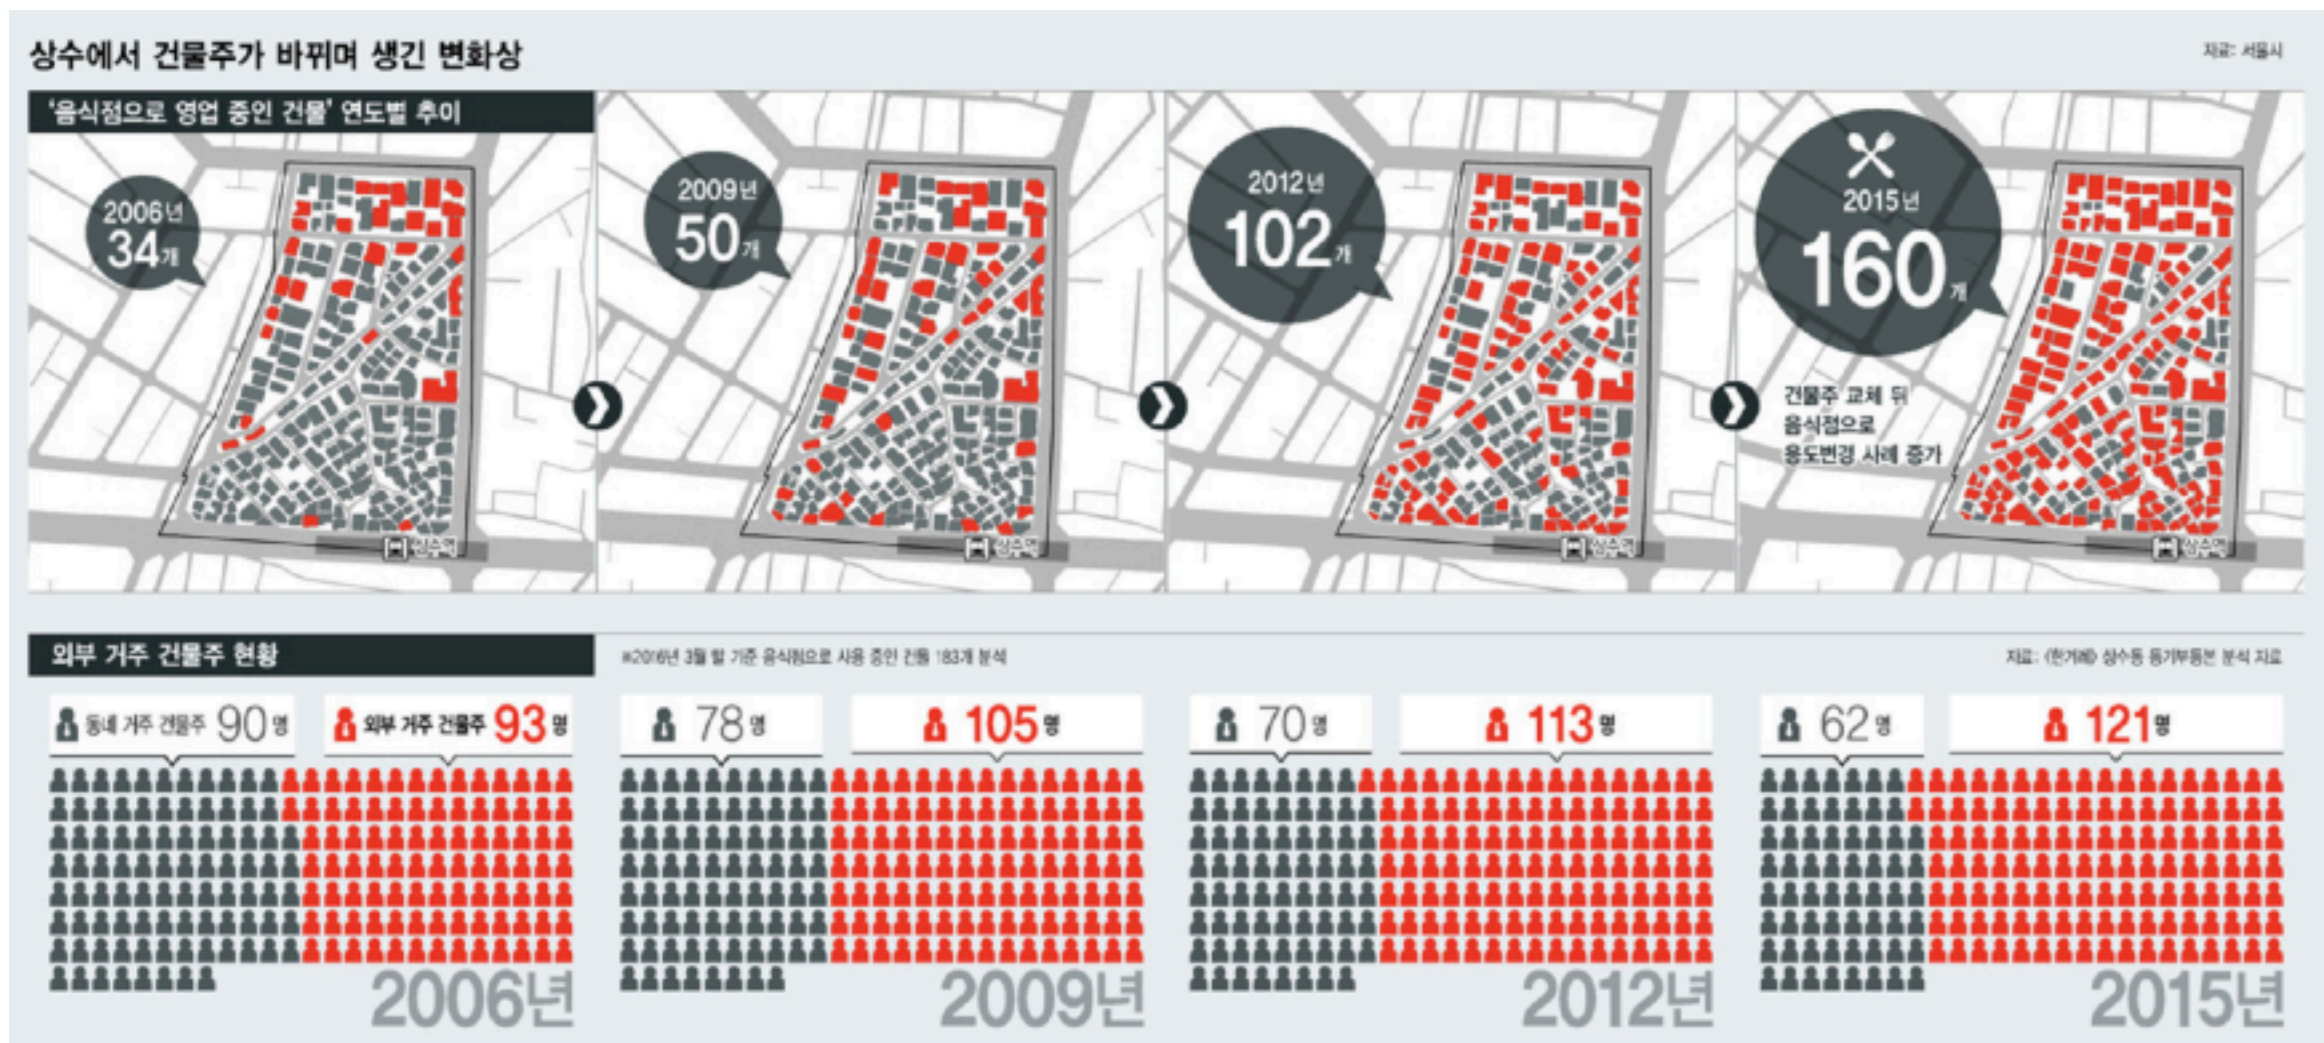 상수에서 건물주가 바뀌며 생긴 변화상
자료: 서울시
'음식점으로 영업 중인 건물' 연도별 추이
2006년
34개
2009년
50개
2012년
102개
2015년
160개
건물주 교체 뒤
음식점으로
용도변경 사례 증가
상수역
상수역
상수역
상수역
외부 거주 건물주 현황
※2016년 3월 말 기준 음식점으로 사용 중인 건물 183개 분석
자료: 〈한겨레〉 상수동 등기부등본 분석 자료
동네 거주 건물주 90명
외부 거주 건물주 93명
78명
105명
70명
113명
62명
121명
2006년
2009년
2012년
2015년